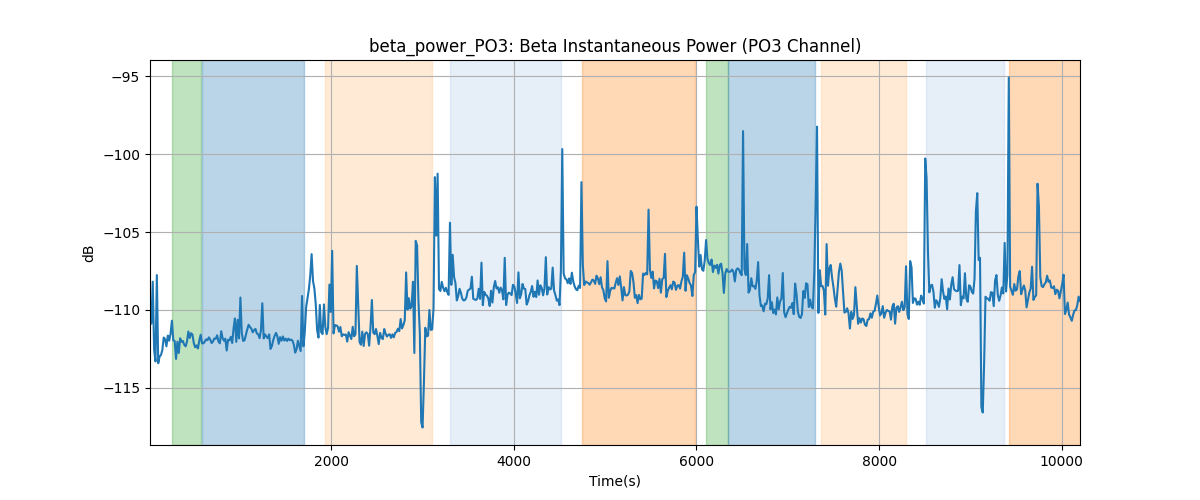 beta_power_PO3: Beta Instantaneous Power (PO3 Channel)
−95
−100
−105
−110
−115
dB
2000 4000 6000 8000 10000
Time(s)